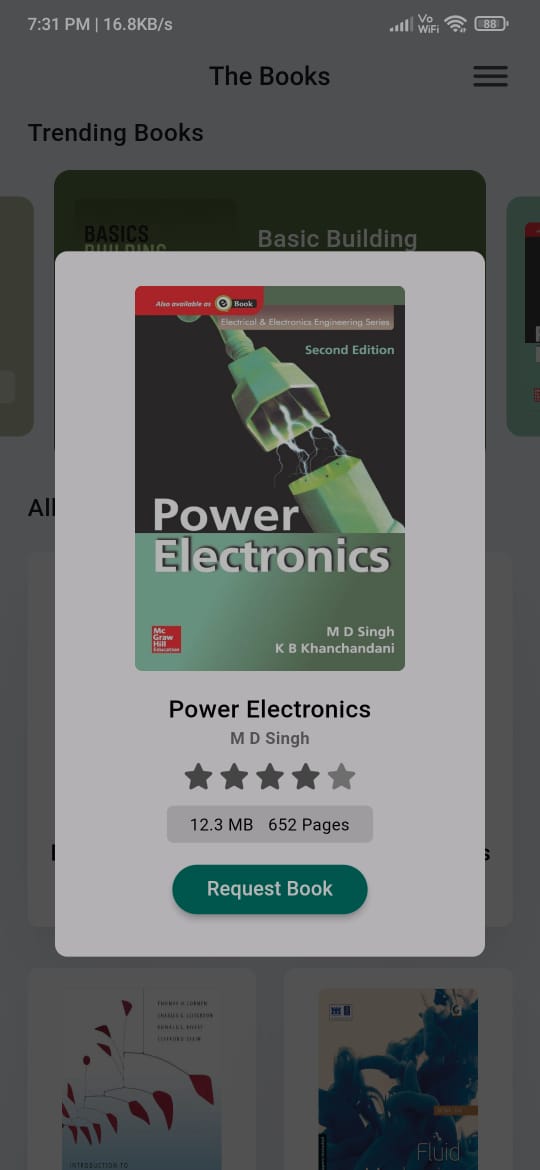 7:31 PM | 16.8KB/s
Vo
WiFi
88
The Books
Trending Books
BASICS
BUILDING
Basic Building
Also available as e Book
Electrical & Electronics Engineering Series
Second Edition
All
Power
Electronics
Mc
Graw
Hill
Education
M D Singh
K B Khanchandani
Power Electronics
M D Singh
12.3 MB 652 Pages
s
Request Book
THOMAS H. CORMEN
CHARLES E. LEISERSON
RONALD L. RIVEST
CLIFFORD STEIN
INTRODUCTION TO
Fluid